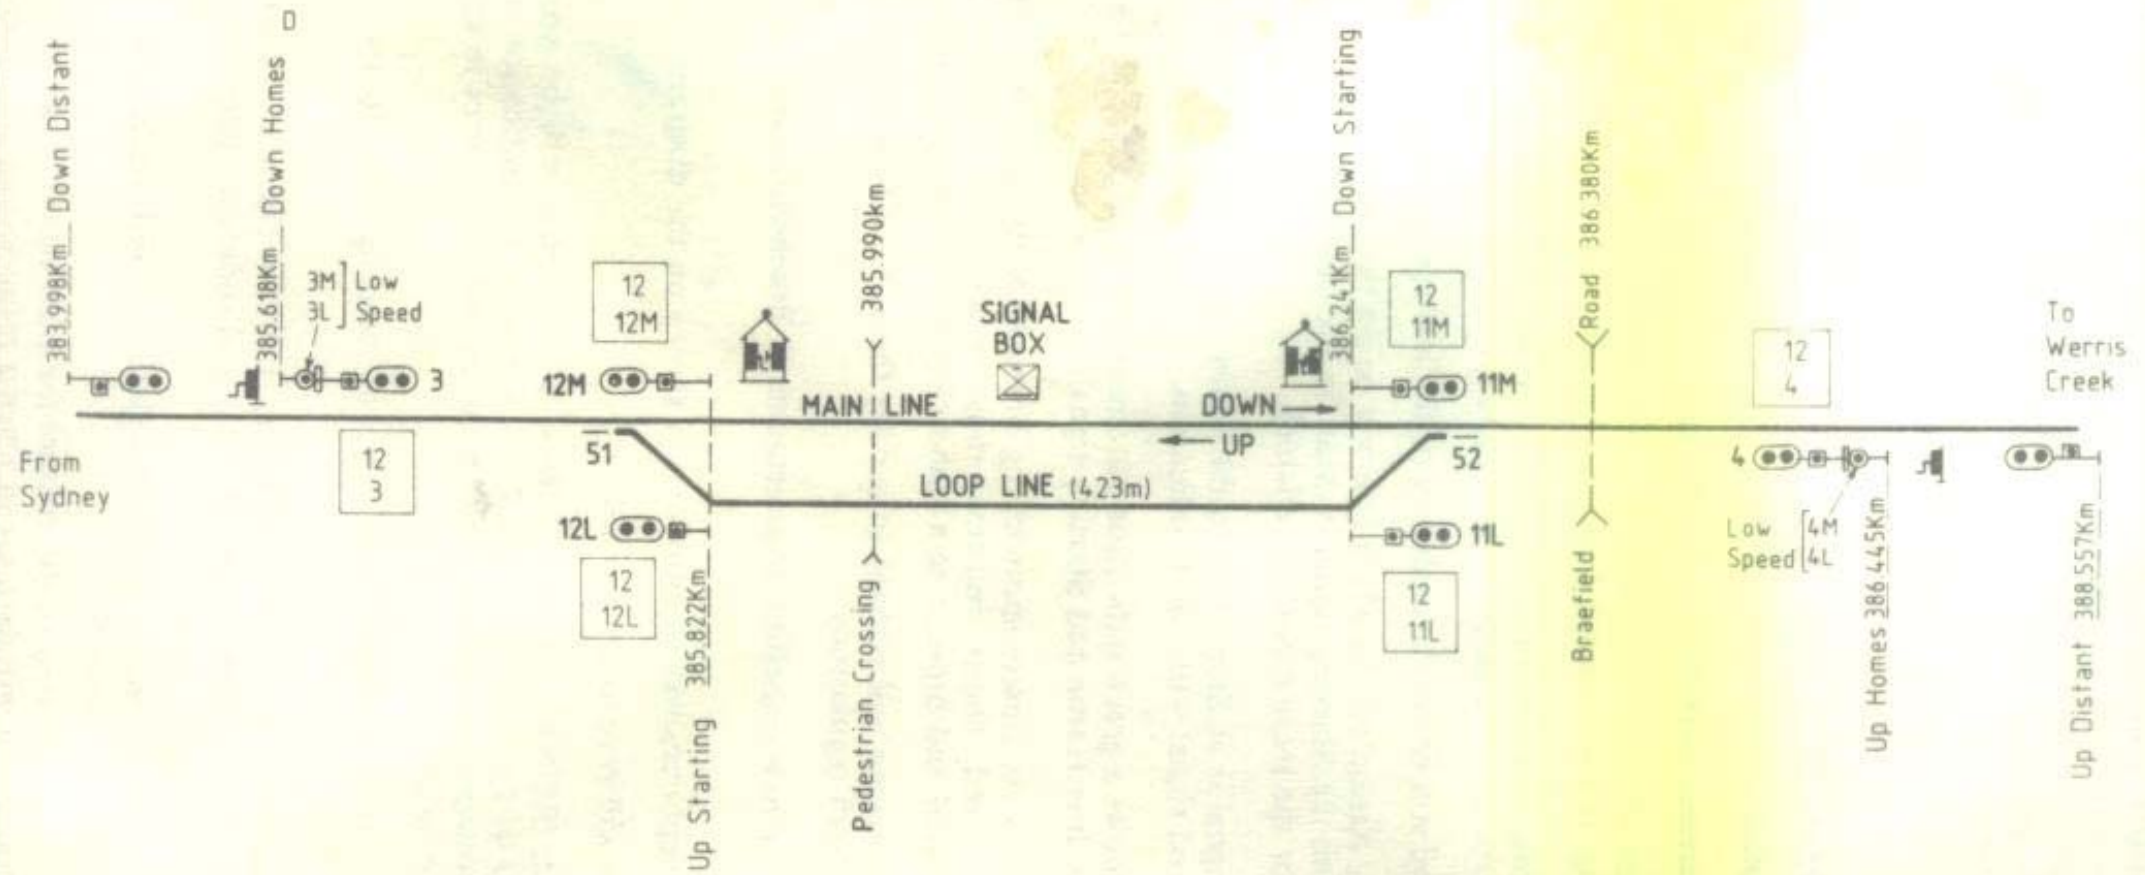 D
383.998Km Down Distant
385.618Km Down Homes
3M Low
3L Speed
3
12
3
12
12M
12M
385.990km
SIGNAL
BOX
386.241Km Down Starting
12
11M
11M
Road 386 380Km
12
4
To
Werris
Creek
MAIN LINE
DOWN
UP
From
Sydney
51
52
LOOP LINE (423m)
4
12L
12
12L
11L
12
11L
Low 4M
Speed 4L
Up Starting 385.822Km
Pedestrian Crossing
Braefield
Up Homes 386.445Km
Up Distant 388.557Km